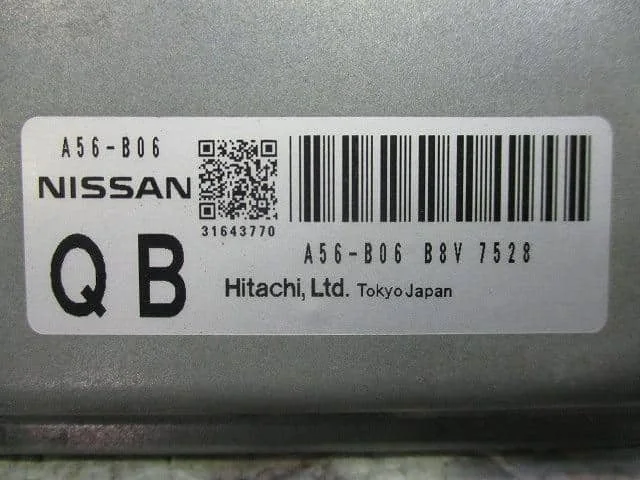 A56-B06
NISSAN
31643770
QB
A56-B06 B8V 7528
Hitachi, Ltd. Tokyo Japan